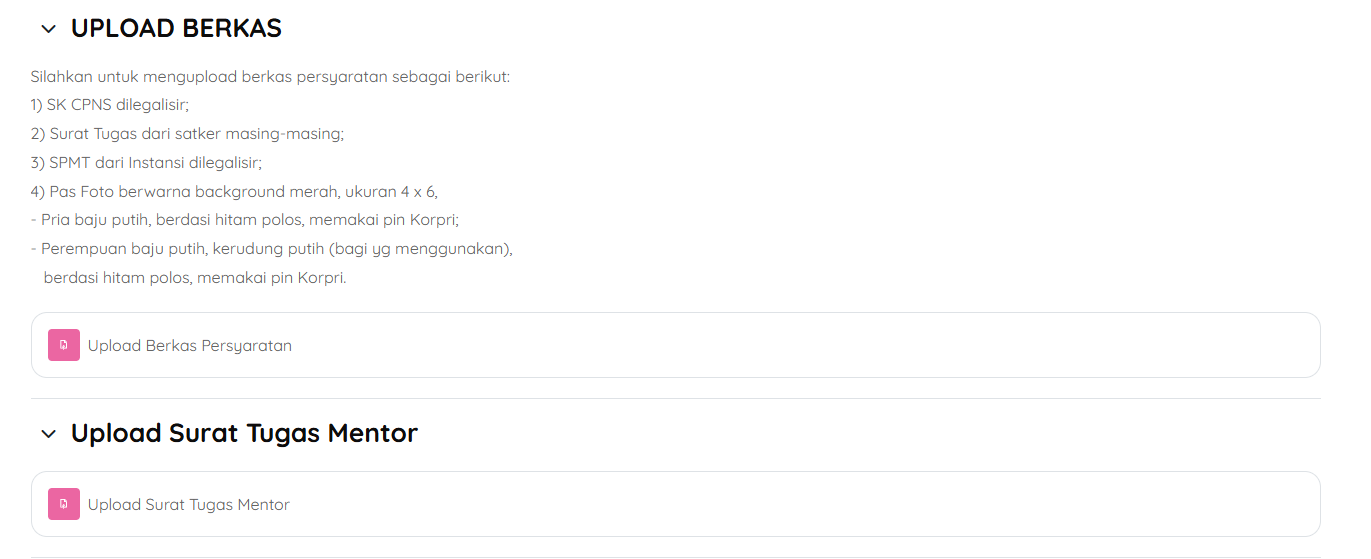 UPLOAD BERKAS
Silahkan untuk mengupload berkas persyaratan sebagai berikut:
1) SK CPNS dilegalisir;
2) Surat Tugas dari satker masing-masing;
3) SPMT dari Instansi dilegalisir;
4) Pas Foto berwarna background merah, ukuran 4 x 6,
- Pria baju putih, berdasi hitam polos, memakai pin Korpri;
- Perempuan baju putih, kerudung putih (bagi yg menggunakan),
berdasi hitam polos, memakai pin Korpri.
Upload Berkas Persyaratan
Upload Surat Tugas Mentor
Upload Surat Tugas Mentor